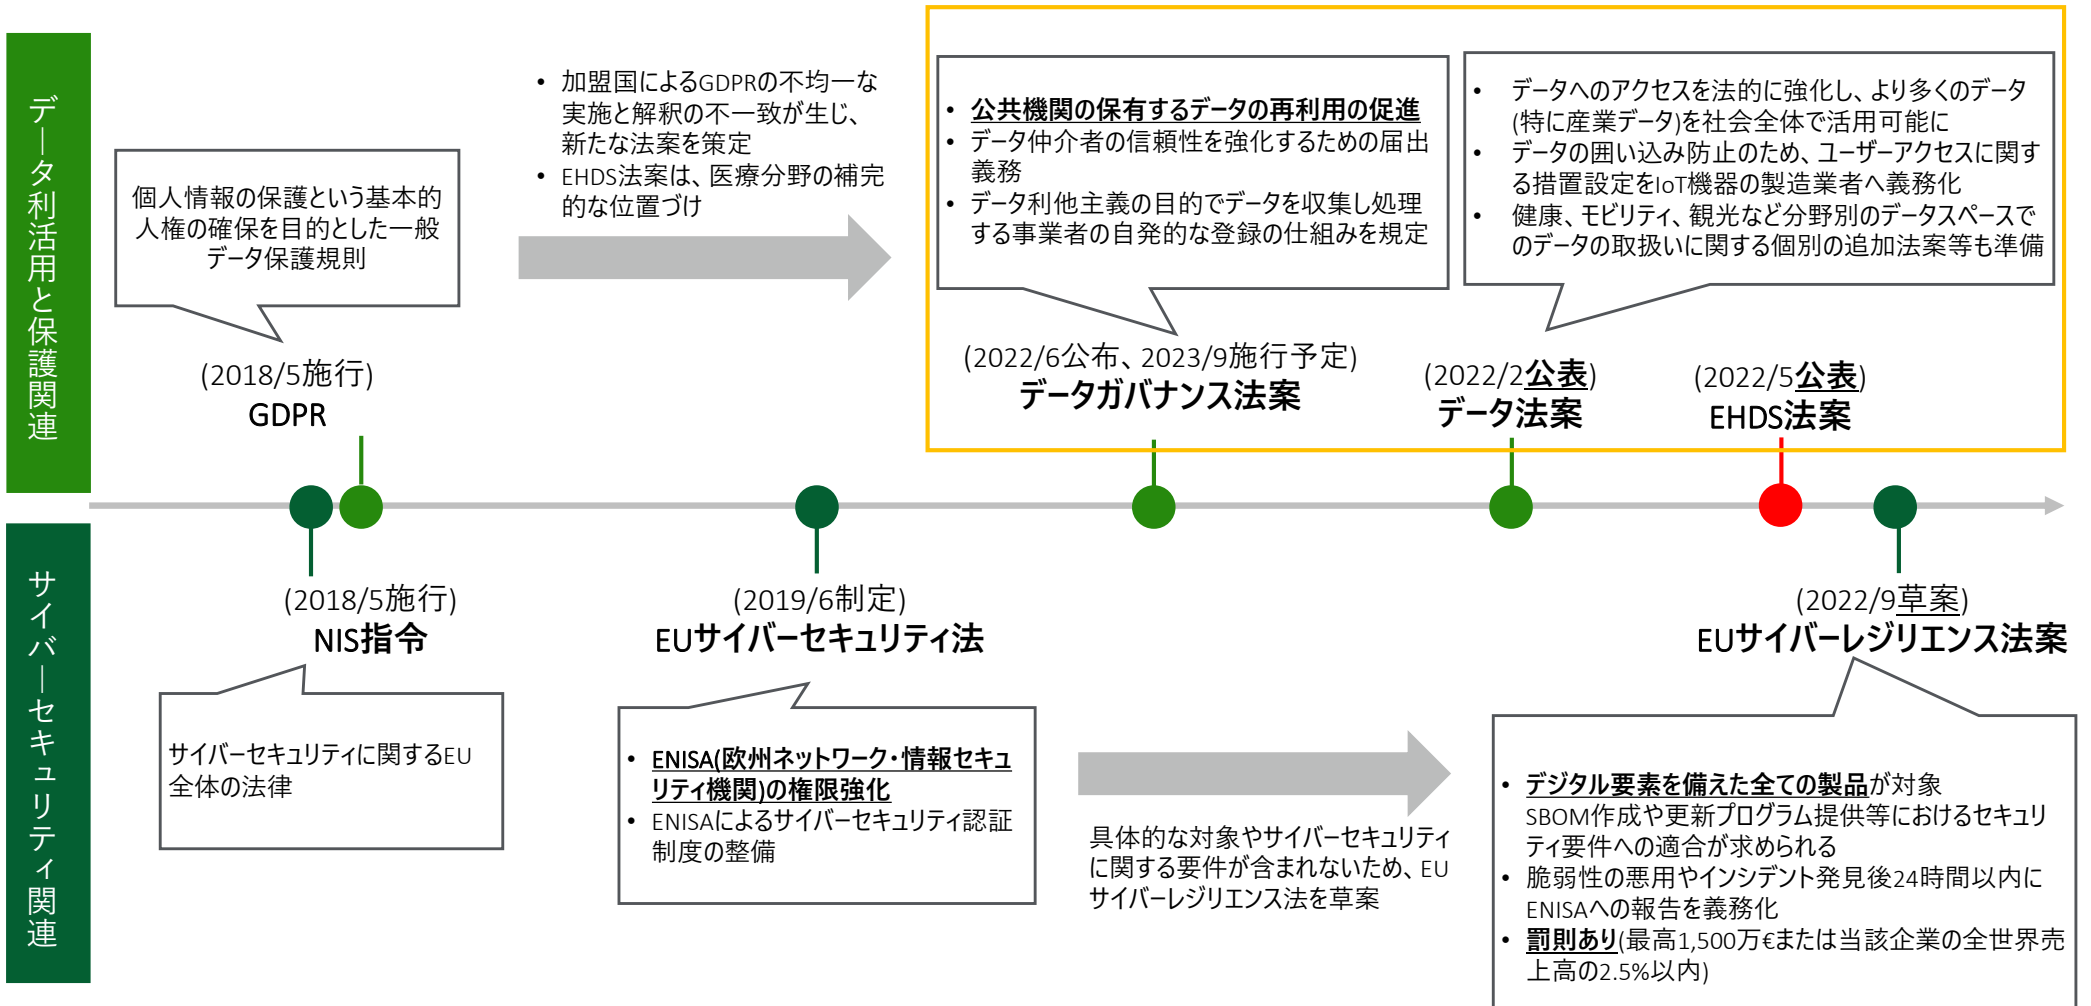 データ利活用と保護関連
個人情報の保護という基本的
人権の確保を目的とした一般
データ保護規則
(2018/5施行)
GDPR
• 加盟国によるGDPRの不均一な
実施と解釈の不一致が生じ、
新たな法案を策定
• EHDS法案は、医療分野の補完
的な位置づけ
• 公共機関の保有するデータの再利用の促進
• データ仲介者の信頼性を強化するための届出
義務
• データ利他主義の目的でデータを収集し処理
する事業者の自発的な登録の仕組みを規定
(2022/6公布、2023/9施行予定)
データガバナンス法案
• データへのアクセスを法的に強化し、より多くのデータ
(特に産業データ)を社会全体で活用可能に
• データの囲い込み防止のため、ユーザーアクセスに関す
る措置設定をIoT機器の製造業者へ義務化
• 健康、モビリティ、観光など分野別のデータスペースで
のデータの取扱いに関する個別の追加法案等も準備
(2022/2公表)
データ法案
(2022/5公表)
EHDS法案
サイバーセキュリティ関連
(2018/5施行)
NIS指令
サイバーセキュリティに関するEU
全体の法律
(2019/6制定)
EUサイバーセキュリティ法
• ENISA(欧州ネットワーク・情報セキュ
リティ機関)の権限強化
• ENISAによるサイバーセキュリティ認証
制度の整備
具体的な対象やサイバーセキュリティ
に関する要件が含まれないため、EU
サイバーレジリエンス法を草案
(2022/9草案)
EUサイバーレジリエンス法案
• デジタル要素を備えた全ての製品が対象
SBOM作成や更新プログラム提供等におけるセキュリ
ティ要件への適合が求められる
• 脆弱性の悪用やインシデント発見後24時間以内に
ENISAへの報告を義務化
• 罰則あり(最高1,500万€または当該企業の全世界売
上高の2.5%以内)